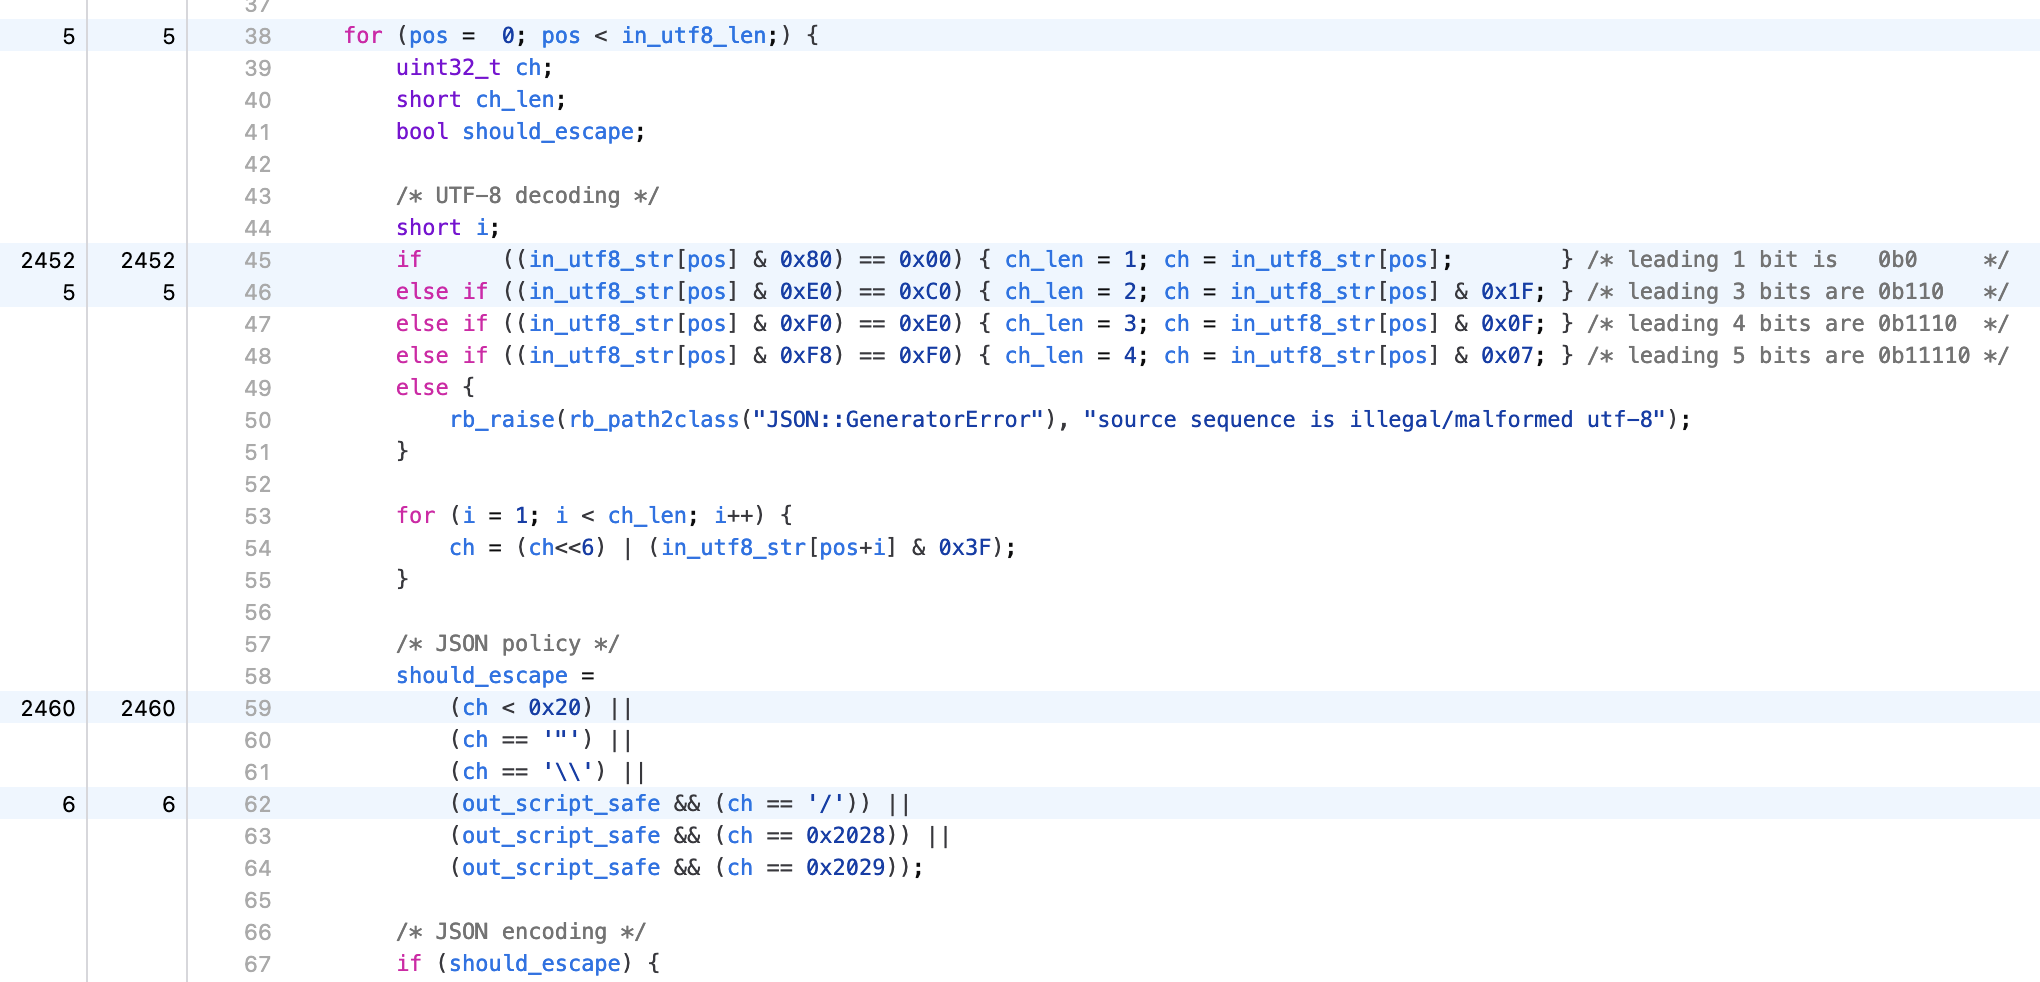 37
5 5 38 for (pos =  0; pos < in_utf8_len;) {
39 uint32_t ch;
40 short ch_len;
41 bool should_escape;
42
43 /* UTF-8 decoding */
44 short i;
2452 2452 45 if      ((in_utf8_str[pos] & 0x80) == 0x00) { ch_len = 1; ch = in_utf8_str[pos];        } /* leading 1 bit is   0b0     */
5 5 46 else if ((in_utf8_str[pos] & 0xE0) == 0xC0) { ch_len = 2; ch = in_utf8_str[pos] & 0x1F; } /* leading 3 bits are 0b110   */
47 else if ((in_utf8_str[pos] & 0xF0) == 0xE0) { ch_len = 3; ch = in_utf8_str[pos] & 0x0F; } /* leading 4 bits are 0b1110  */
48 else if ((in_utf8_str[pos] & 0xF8) == 0xF0) { ch_len = 4; ch = in_utf8_str[pos] & 0x07; } /* leading 5 bits are 0b11110 */
49 else {
50 rb_raise(rb_path2class("JSON::GeneratorError"), "source sequence is illegal/malformed utf-8");
51 }
52
53 for (i = 1; i < ch_len; i++) {
54 ch = (ch<<6) | (in_utf8_str[pos+i] & 0x3F);
55 }
56
57 /* JSON policy */
58 should_escape =
2460 2460 59 (ch < 0x20) ||
60 (ch == '"') ||
61 (ch == '\\') ||
6 6 62 (out_script_safe && (ch == '/')) ||
63 (out_script_safe && (ch == 0x2028)) ||
64 (out_script_safe && (ch == 0x2029));
65
66 /* JSON encoding */
67 if (should_escape) {